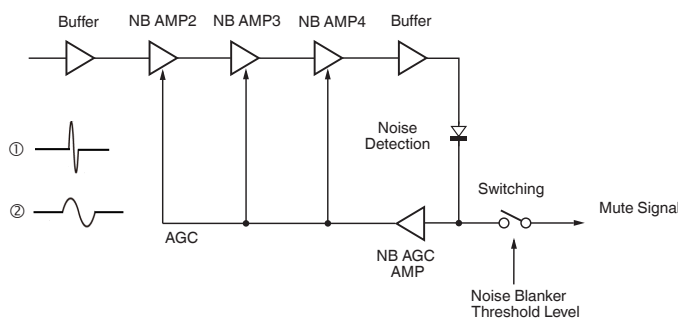 Buffer
NB AMP2
NB AMP3
NB AMP4
Buffer
Noise
Detection
①
②
Switching
Mute Signal
AGC
NB AGC
AMP
Noise Blanker
Threshold Level